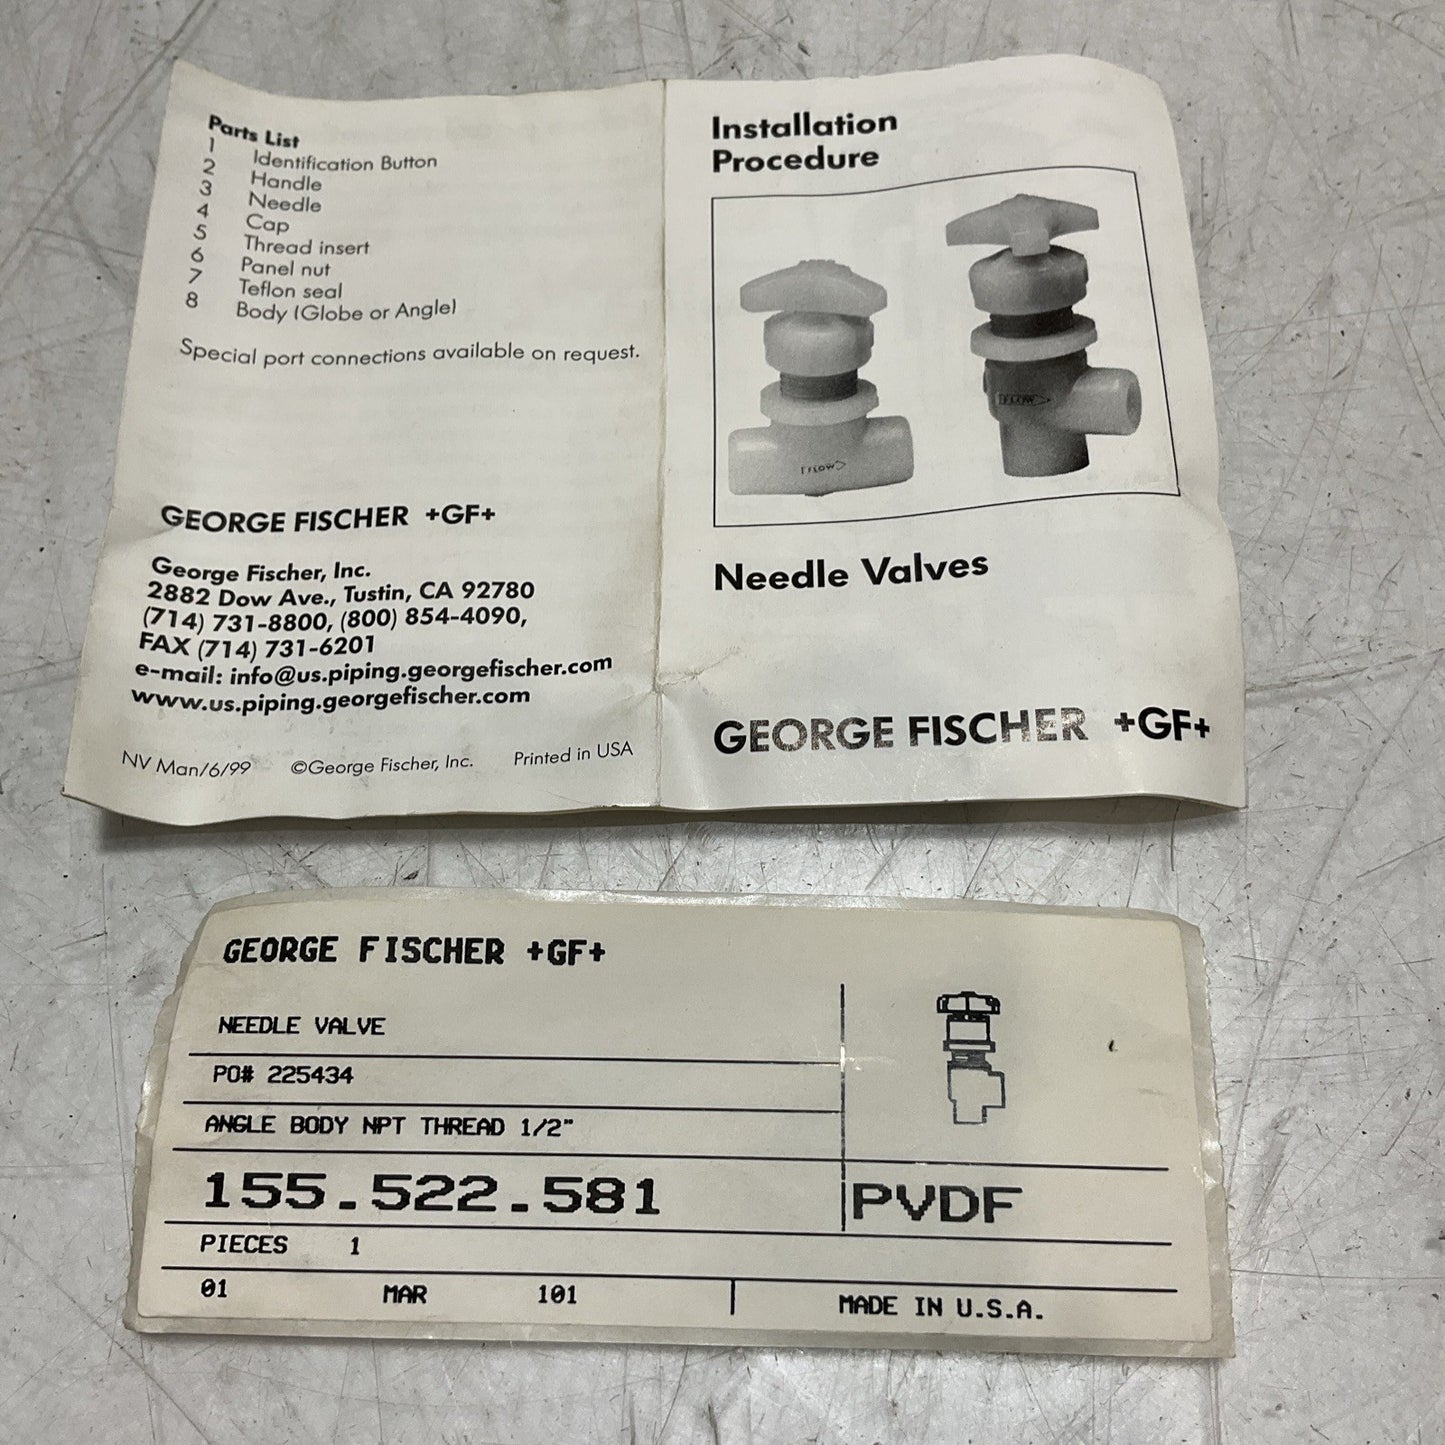 Parts List
1 Identification Button
2 Handle
3 Needle
4 Cap
5 Thread insert
6 Panel nut
7 Teflon seal
8 Body (Globe or Angle)
Special port connections available on request.
GEORGE FISCHER +GF+
George Fischer, Inc.
2882 Dow Ave., Tustin, CA 92780
(714) 731-8800, (800) 854-4090,
FAX (714) 731-6201
e-mail: info@us.piping.georgefischer.com
www.us.piping.georgefischer.com
NV Man/6/99 ©George Fischer, Inc. Printed in USA
Installation
Procedure
FLOW
FLOW
Needle Valves
GEORGE FISCHER +GF+
GEORGE FISCHER +GF+
NEEDLE VALVE
PO# 225434
ANGLE BODY NPT THREAD 1/2"
155.522.581 PVDF
PIECES 1
01 MAR 101 MADE IN U.S.A.